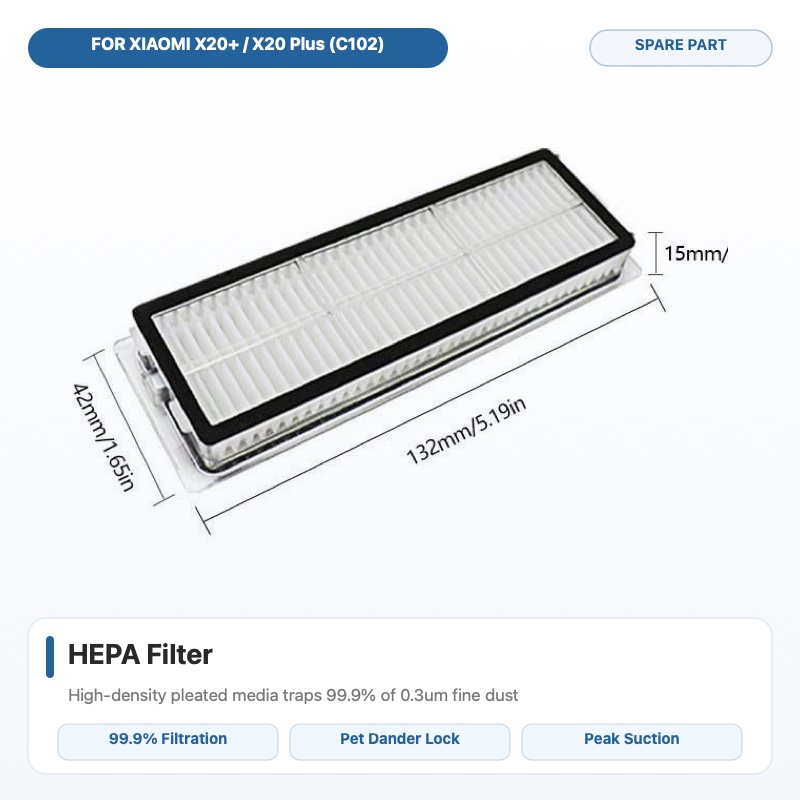 FOR XIAOMI X20+ / X20 Plus (C102)
SPARE PART
15mm/
42mm/1.65in
132mm/5.19in
HEPA Filter
High-density pleated media traps 99.9% of 0.3um fine dust
99.9% Filtration
Pet Dander Lock
Peak Suction